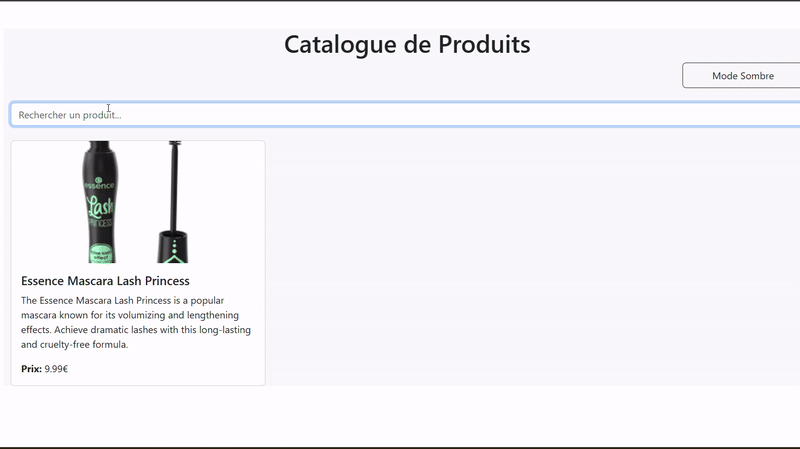 Catalogue de Produits
Mode Sombre
Rechercher un produit...
essence
Lash
PRINCESS
Essence Mascara Lash Princess
The Essence Mascara Lash Princess is a popular
mascara known for its volumizing and lengthening
effects. Achieve dramatic lashes with this long-lasting
and cruelty-free formula.
Prix: 9.99€